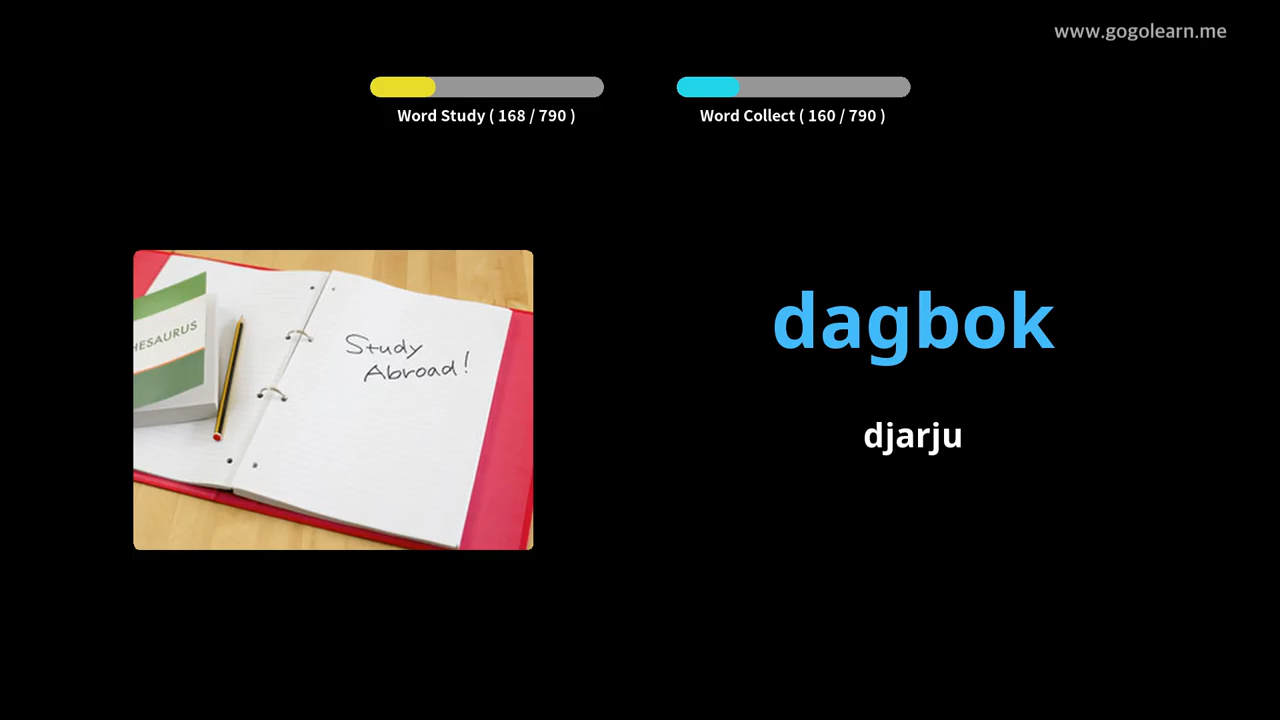 www.gogolearn.me
Word Study ( 168 / 790 )
Word Collect ( 160 / 790 )
HESAURUS
Study
Abroad!
dagbok
djarju